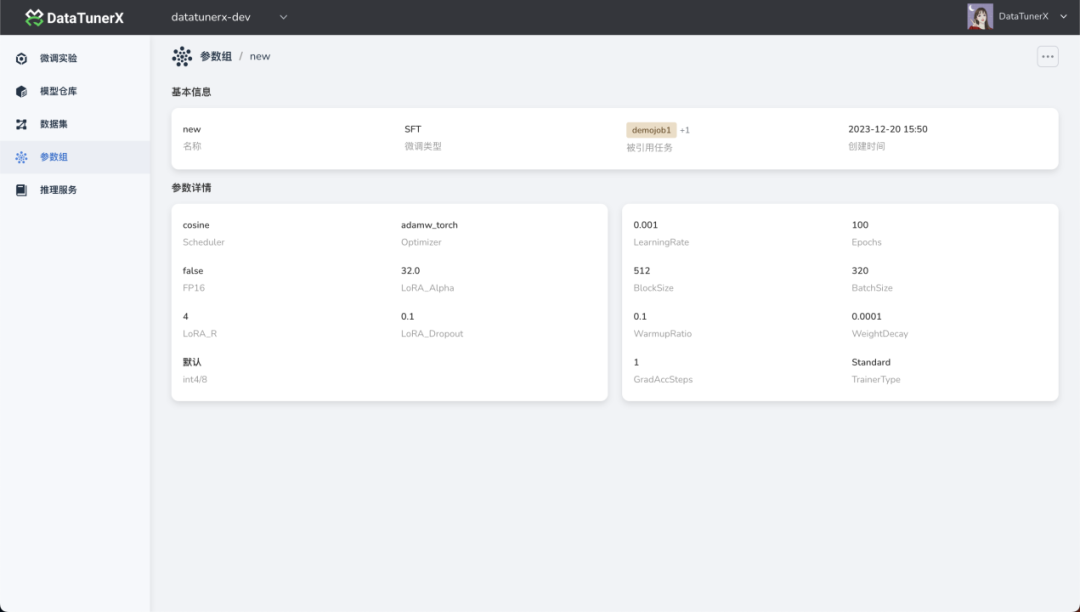 DataTunerX
datatunerx-dev
DataTunerX
微调实验
模型仓库
数据集
参数组
推理服务
参数组 / new
基本信息
new
名称
SFT
微调类型
demojob1 +1
被引用任务
2023-12-20 15:50
创建时间
参数详情
cosine
Scheduler
adamw_torch
Optimizer
false
FP16
32.0
LoRA_Alpha
4
LoRA_R
0.1
LoRA_Dropout
默认
int4/8
0.001
LearningRate
100
Epochs
512
BlockSize
320
BatchSize
0.1
WarmupRatio
0.0001
WeightDecay
1
GradAccSteps
Standard
TrainerType